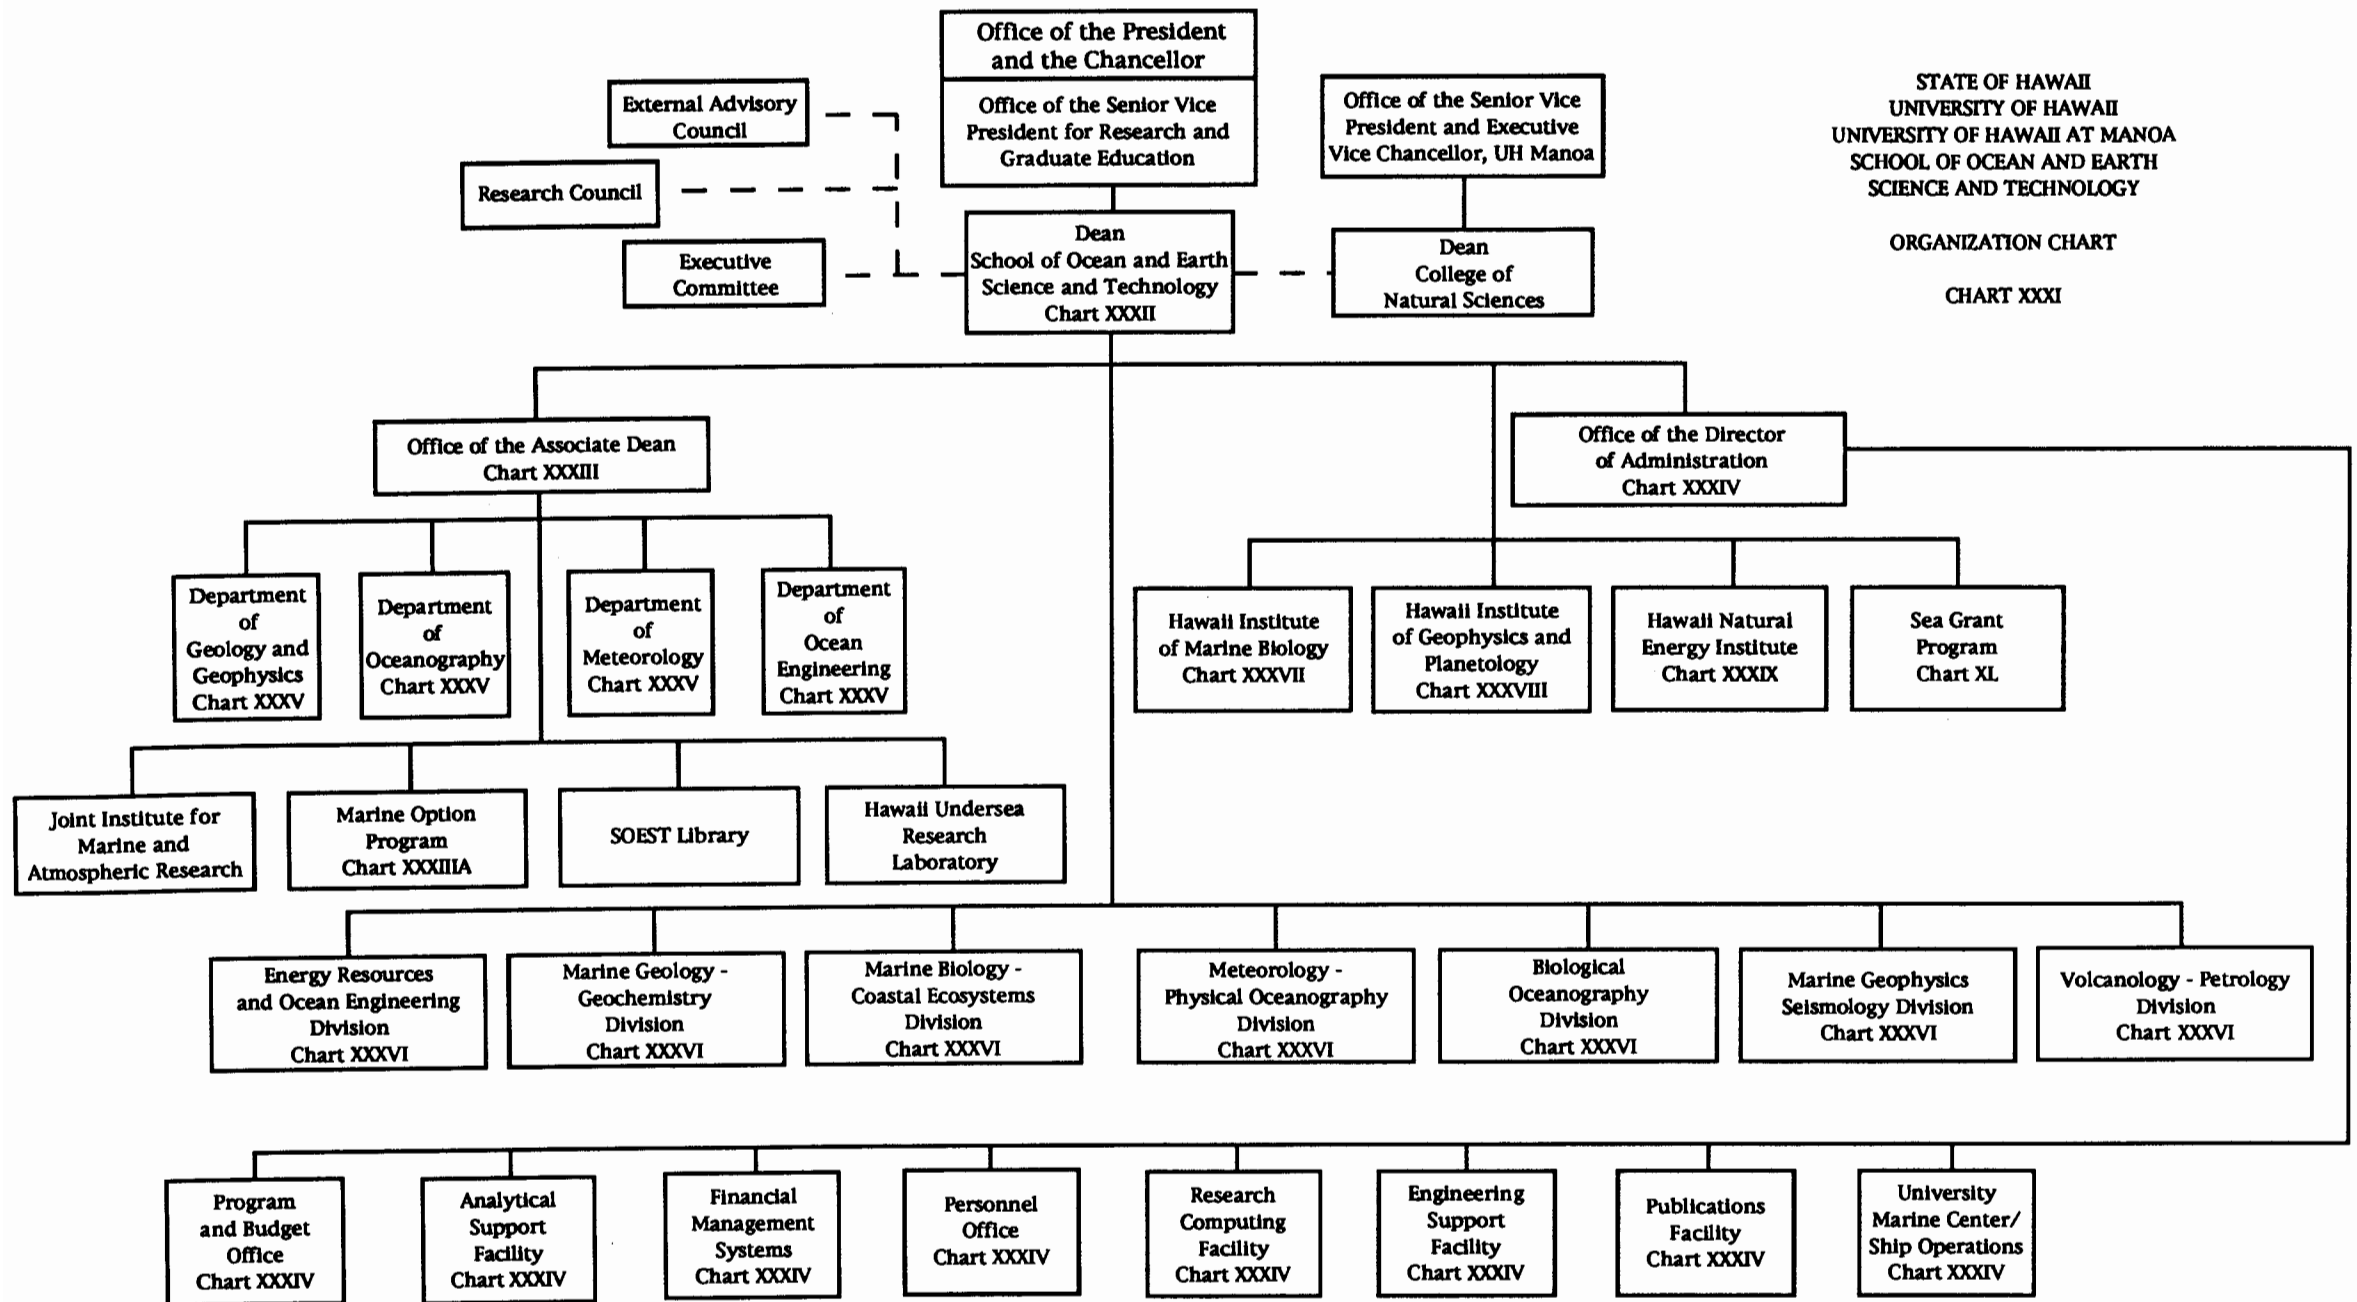 Office of the President
and the Chancellor
Office of the Senior Vice
President for Research and
Graduate Education
External Advisory
Council
Research Council
Executive
Committee
Office of the Senior Vice
President and Executive
Vice Chancellor, UH Manoa
Dean
School of Ocean and Earth
Science and Technology
Chart XXXII
Dean
College of
Natural Sciences
STATE OF HAWAII
UNIVERSITY OF HAWAII
UNIVERSITY OF HAWAII AT MANOA
SCHOOL OF OCEAN AND EARTH
SCIENCE AND TECHNOLOGY
ORGANIZATION CHART
CHART XXXI
Office of the Associate Dean
Chart XXXIII
Office of the Director
of Administration
Chart XXXIV
Department
of
Geology and
Geophysics
Chart XXXV
Department
of
Oceanography
Chart XXXV
Department
of
Meteorology
Chart XXXV
Department
of
Ocean
Engineering
Chart XXXV
Hawaii Institute
of Marine Biology
Chart XXXVII
Hawaii Institute
of Geophysics and
Planetology
Chart XXXVIII
Hawaii Natural
Energy Institute
Chart XXXIX
Sea Grant
Program
Chart XL
Joint Institute for
Marine and
Atmospheric Research
Marine Option
Program
Chart XXXIIIA
SOEST Library
Hawaii Undersea
Research
Laboratory
Energy Resources
and Ocean Engineering
Division
Chart XXXVI
Marine Geology -
Geochemistry
Division
Chart XXXVI
Marine Biology -
Coastal Ecosystems
Division
Chart XXXVI
Meteorology -
Physical Oceanography
Division
Chart XXXVI
Biological
Oceanography
Division
Chart XXXVI
Marine Geophysics
Seismology Division
Chart XXXVI
Volcanology - Petrology
Division
Chart XXXVI
Program
and Budget
Office
Chart XXXIV
Analytical
Support
Facility
Chart XXXIV
Financial
Management
Systems
Chart XXXIV
Personnel
Office
Chart XXXIV
Research
Computing
Facility
Chart XXXIV
Engineering
Support
Facility
Chart XXXIV
Publications
Facility
Chart XXXIV
University
Marine Center/
Ship Operations
Chart XXXIV